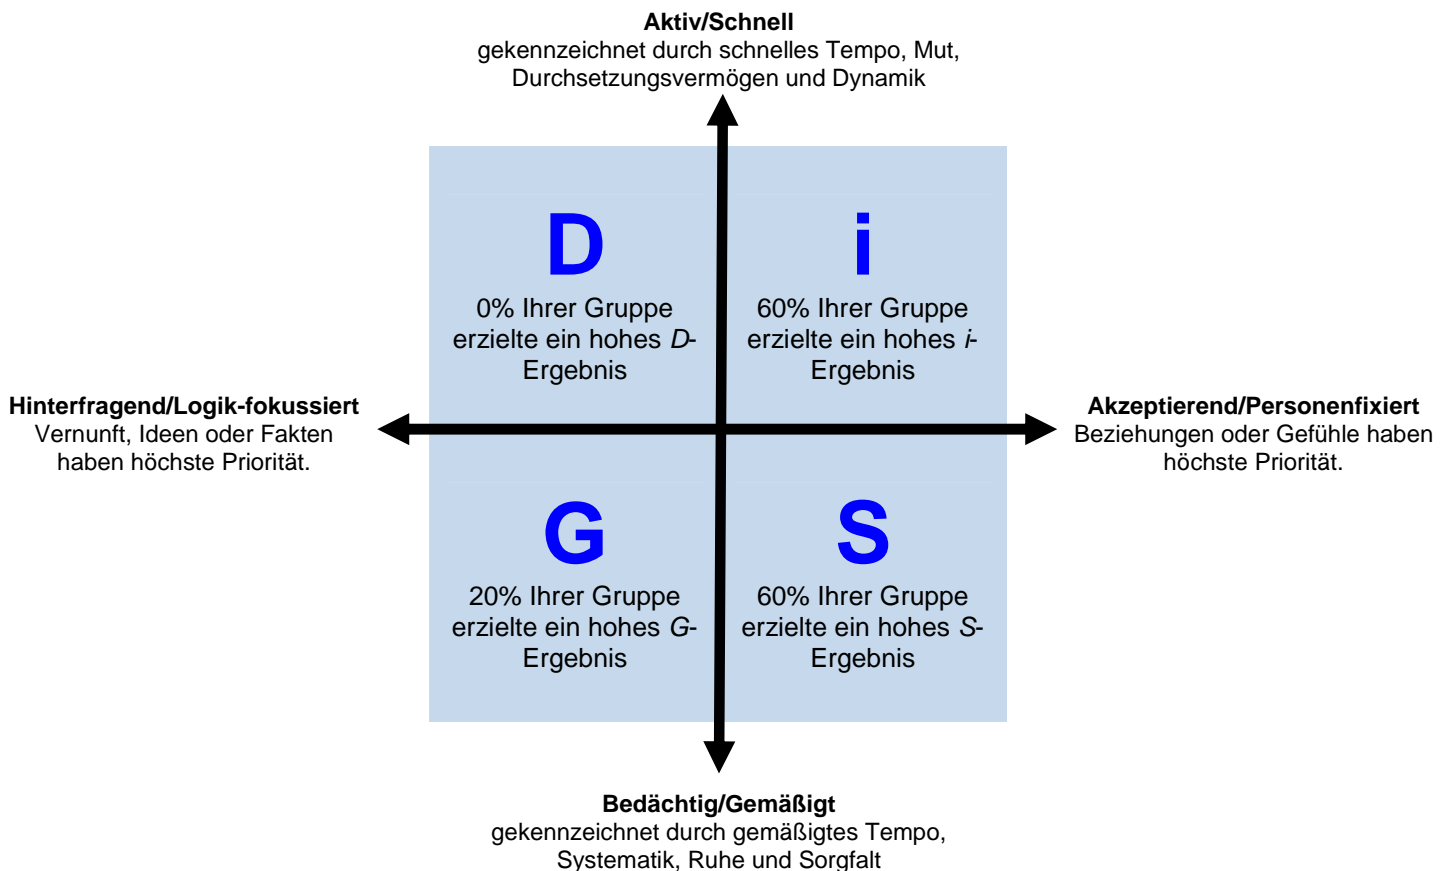 Aktiv/Schnell
gekennzeichnet durch schnelles Tempo, Mut,
Durchsetzungsvermögen und Dynamik
D
0% Ihrer Gruppe
erzielte ein hohes D-
Ergebnis
i
60% Ihrer Gruppe
erzielte ein hohes i-
Ergebnis
Hinterfragend/Logik-fokussiert
Vernunft, Ideen oder Fakten
haben höchste Priorität.
Akzeptierend/Personenfixiert
Beziehungen oder Gefühle haben
höchste Priorität.
G
20% Ihrer Gruppe
erzielte ein hohes G-
Ergebnis
S
60% Ihrer Gruppe
erzielte ein hohes S-
Ergebnis
Bedächtig/Gemäßigt
gekennzeichnet durch gemäßigtes Tempo,
Systematik, Ruhe und Sorgfalt